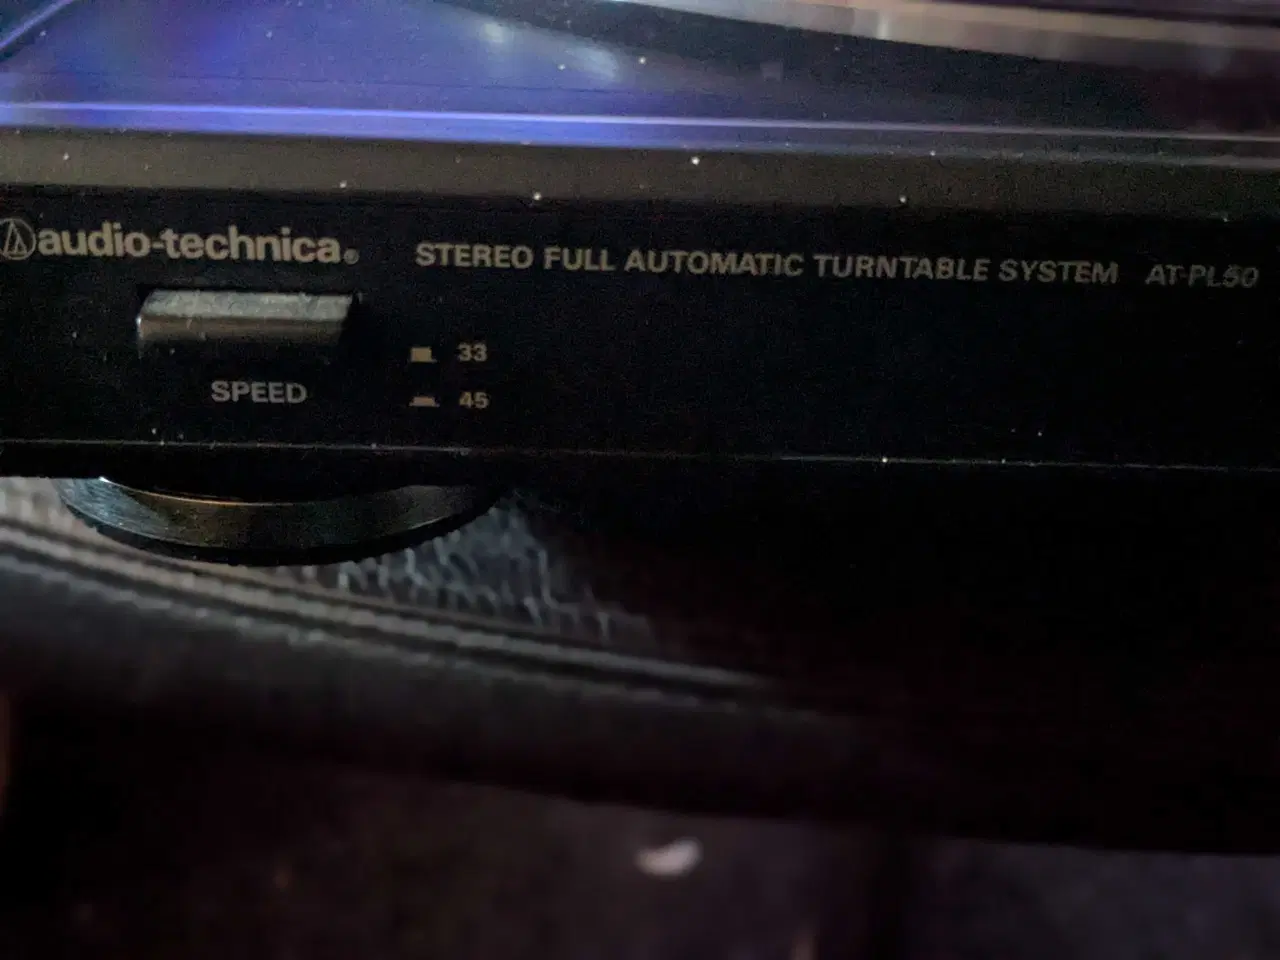 audio-technica®
STEREO FULL AUTOMATIC TURNTABLE SYSTEM AT-PL50
33
SPEED
45